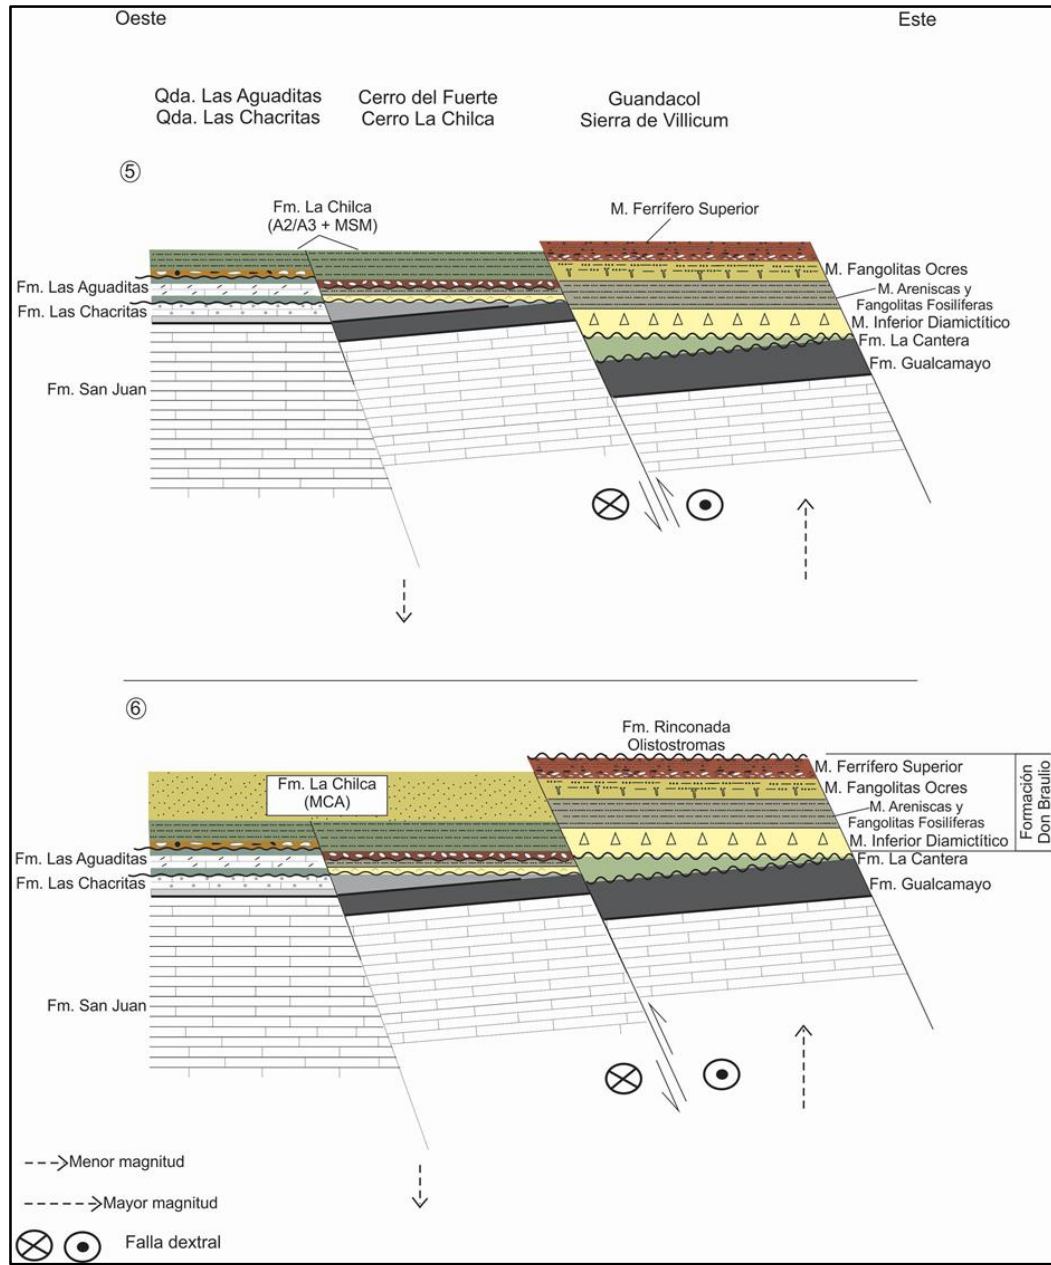 Oeste
Este
Qda. Las Aguaditas
Qda. Las Chacritas
Cerro del Fuerte
Cerro La Chilca
Guandacol
Sierra de Villicum
5
Fm. La Chilca
(A2/A3 + MSM)
M. Ferrífero Superior
M. Fangolitas Ocres
M. Areniscas y
Fangolitas Fosilíferas
M. Inferior Diamictítico
Fm. La Cantera
Fm. Gualcamayo
Fm. Las Aguaditas
Fm. Las Chacritas
Fm. San Juan
6
Fm. Rinconada
Olistostromas
Fm. La Chilca
(MCA)
M. Ferrífero Superior
M. Fangolitas Ocres
M. Areniscas y
Fangolitas Fosilíferas
M. Inferior Diamictítico
Formación
Don Braulio
Fm. La Cantera
Fm. Gualcamayo
Fm. Las Aguaditas
Fm. Las Chacritas
Fm. San Juan
Menor magnitud
Mayor magnitud
Falla dextral